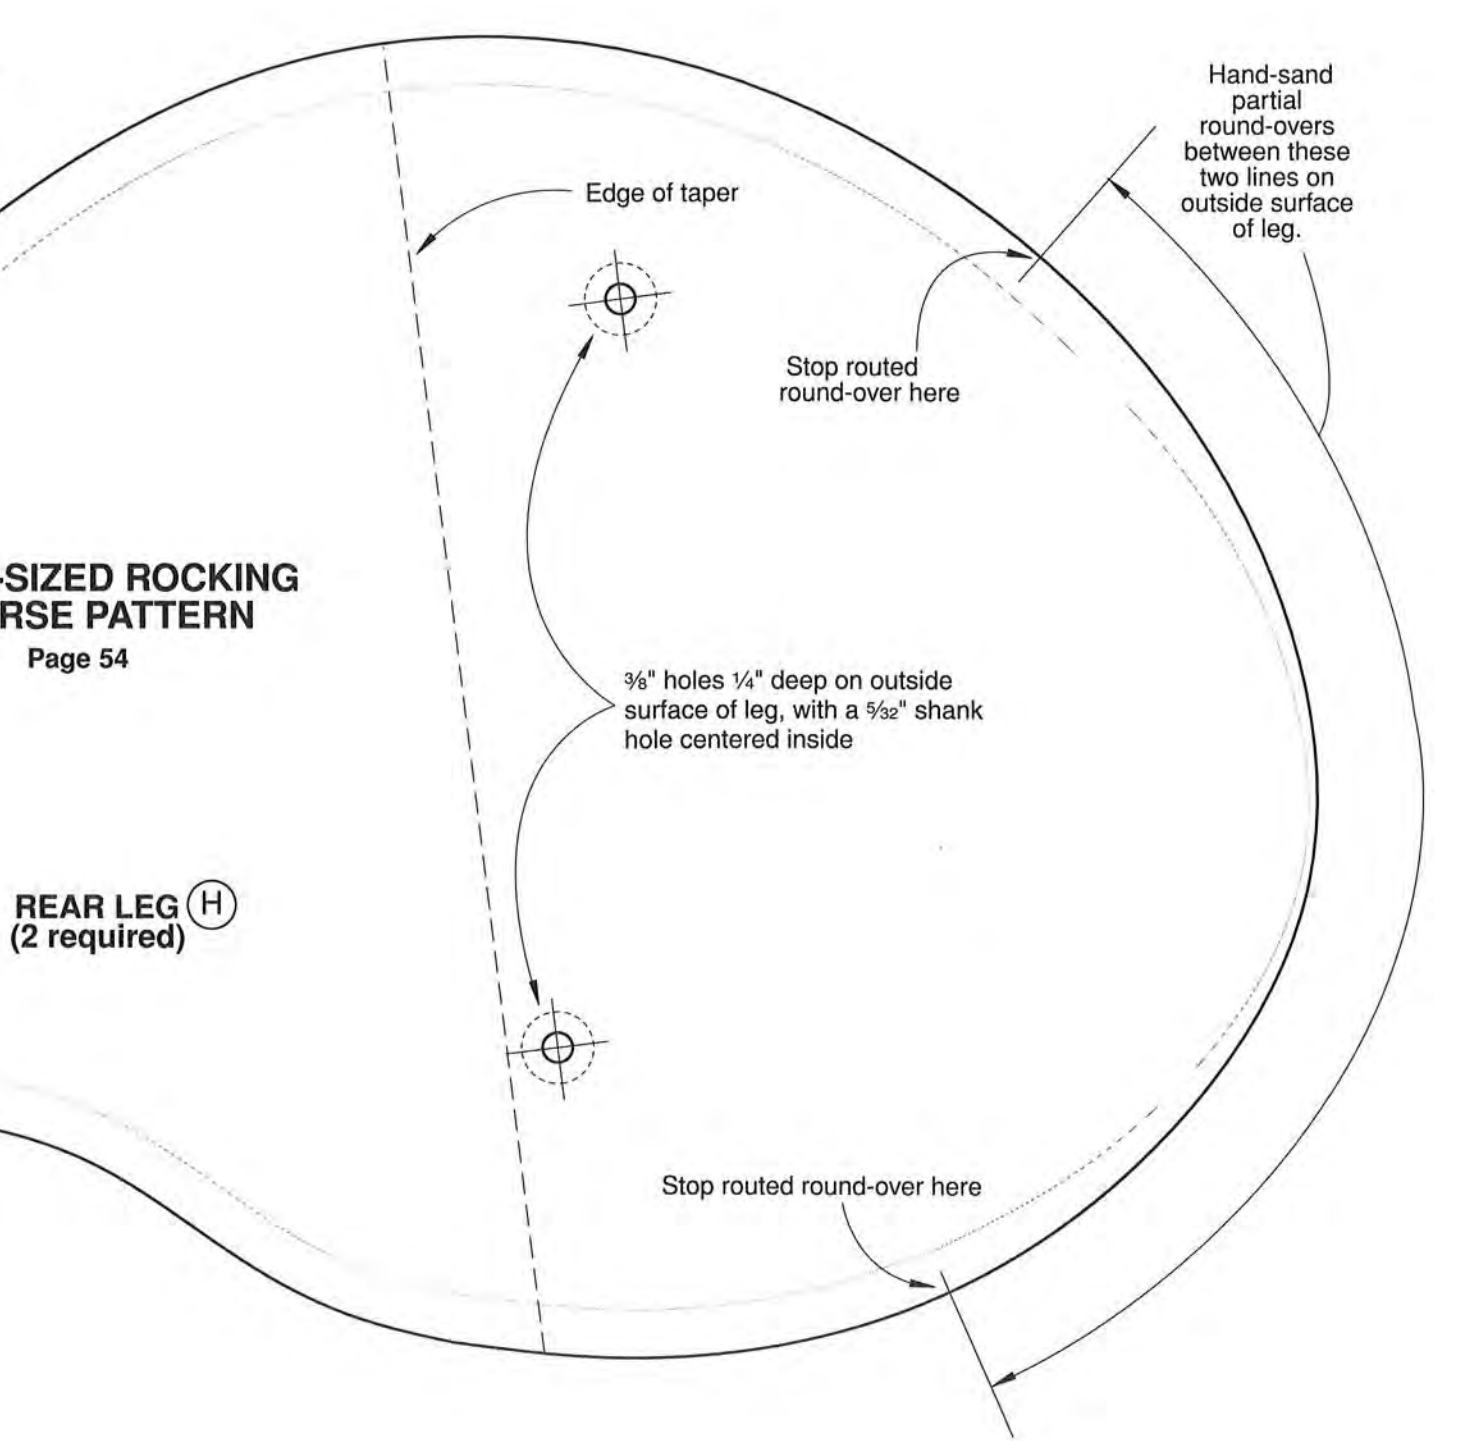 Hand-sand
partial
round-overs
between these
two lines on
outside surface
of leg.
Edge of taper
Stop routed
round-over here
-SIZED ROCKING
RSE PATTERN
Page 54
⅜" holes ¼" deep on outside
surface of leg, with a 5⁄32" shank
hole centered inside
REAR LEG H
(2 required)
Stop routed round-over here